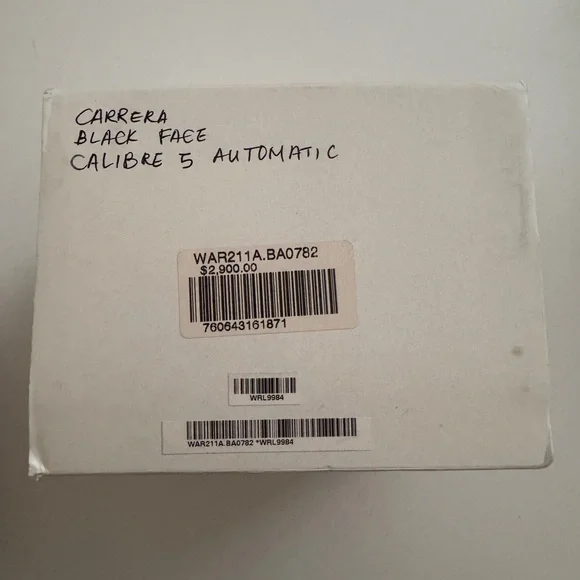 CARRERA
BLACK FACE
CALIBRE 5 AUTOMATIC
WAR211A.BA0782
$2,900.00
760643161871
WRL9984
WAR211A.BA0782 *WRL9984